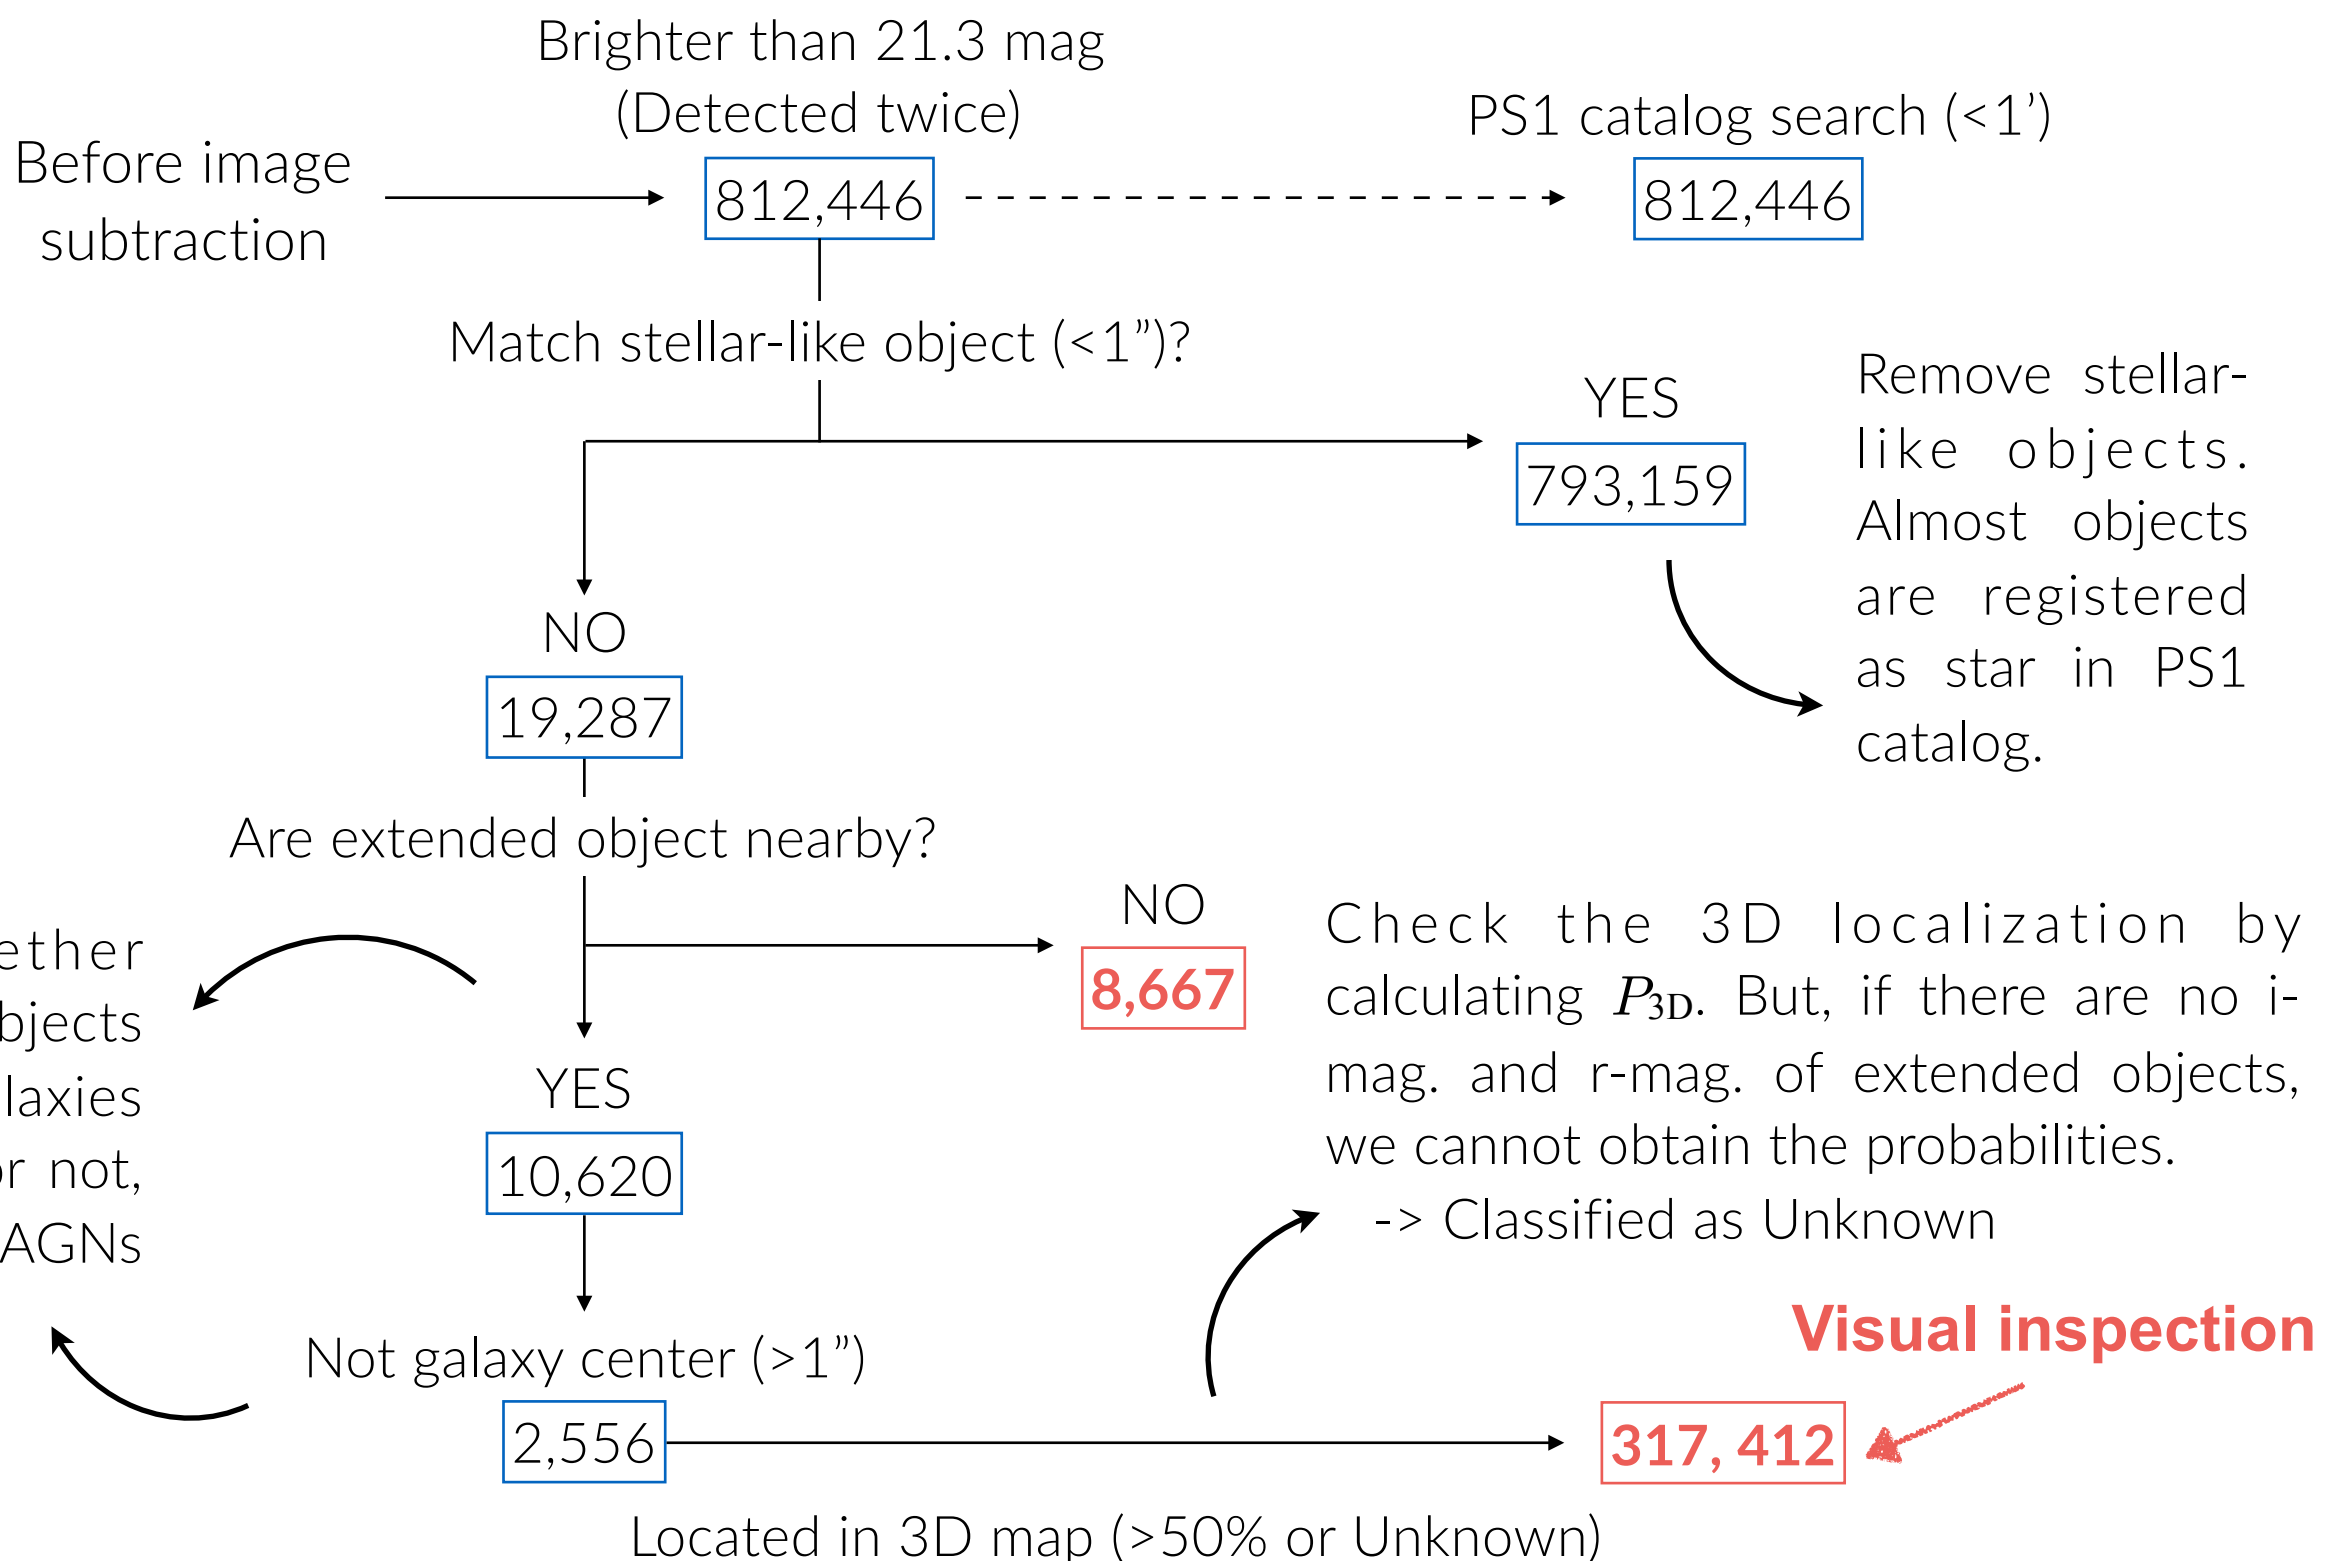 Brighter than 21.3 mag
(Detected twice)
Before image
subtraction
812,446
PS1 catalog search (<1’)
812,446
Match stellar-like object (<1”)?
YES
793,159
Remove stellar-
like objects.
Almost objects
are registered
as star in PS1
catalog.
NO
19,287
Are extended object nearby?
NO
8,667
ether
bjects
laxies
or not,
AGNs
YES
10,620
Check the 3D localization by
calculating P3D. But, if there are no i-
mag. and r-mag. of extended objects,
we cannot obtain the probabilities.
-> Classified as Unknown
Not galaxy center (>1”)
2,556
Visual inspection
317, 412
Located in 3D map (>50% or Unknown)